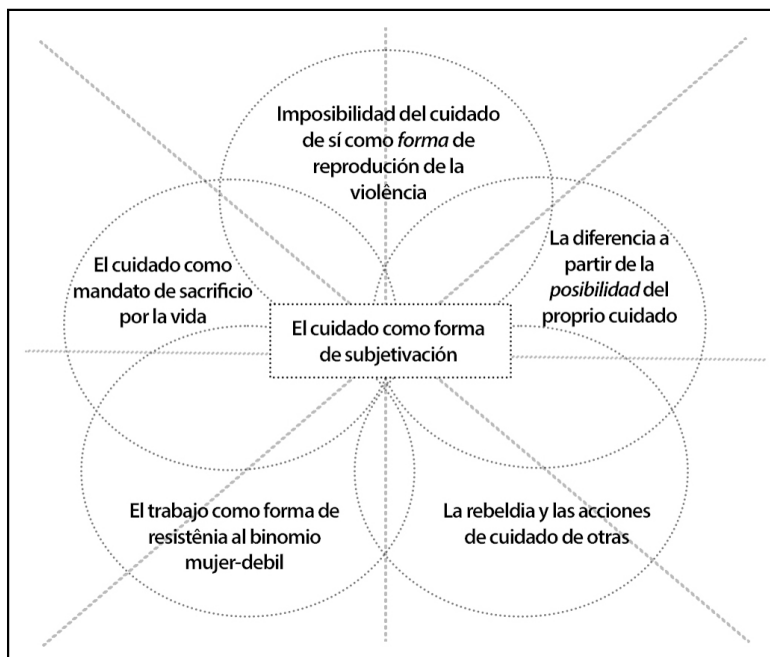 Imposibilidad del cuidado
de sí como forma de
reprodución de la
violência
El cuidado como
mandato de sacrificio
por la vida
La diferencia a
partir de la
posibilidad del
proprio cuidado
El cuidado como forma
de subjetivación
El trabajo como forma de
resistênia al binomio
mujer-debil
La rebeldia y las acciones
de cuidado de otras